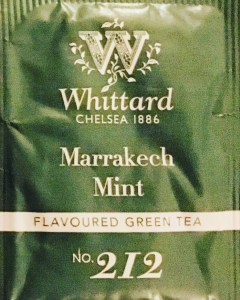 W
Whittard
CHELSEA 1886
Marrakech
Mint
FLAVOURED GREEN TEA
No. 212